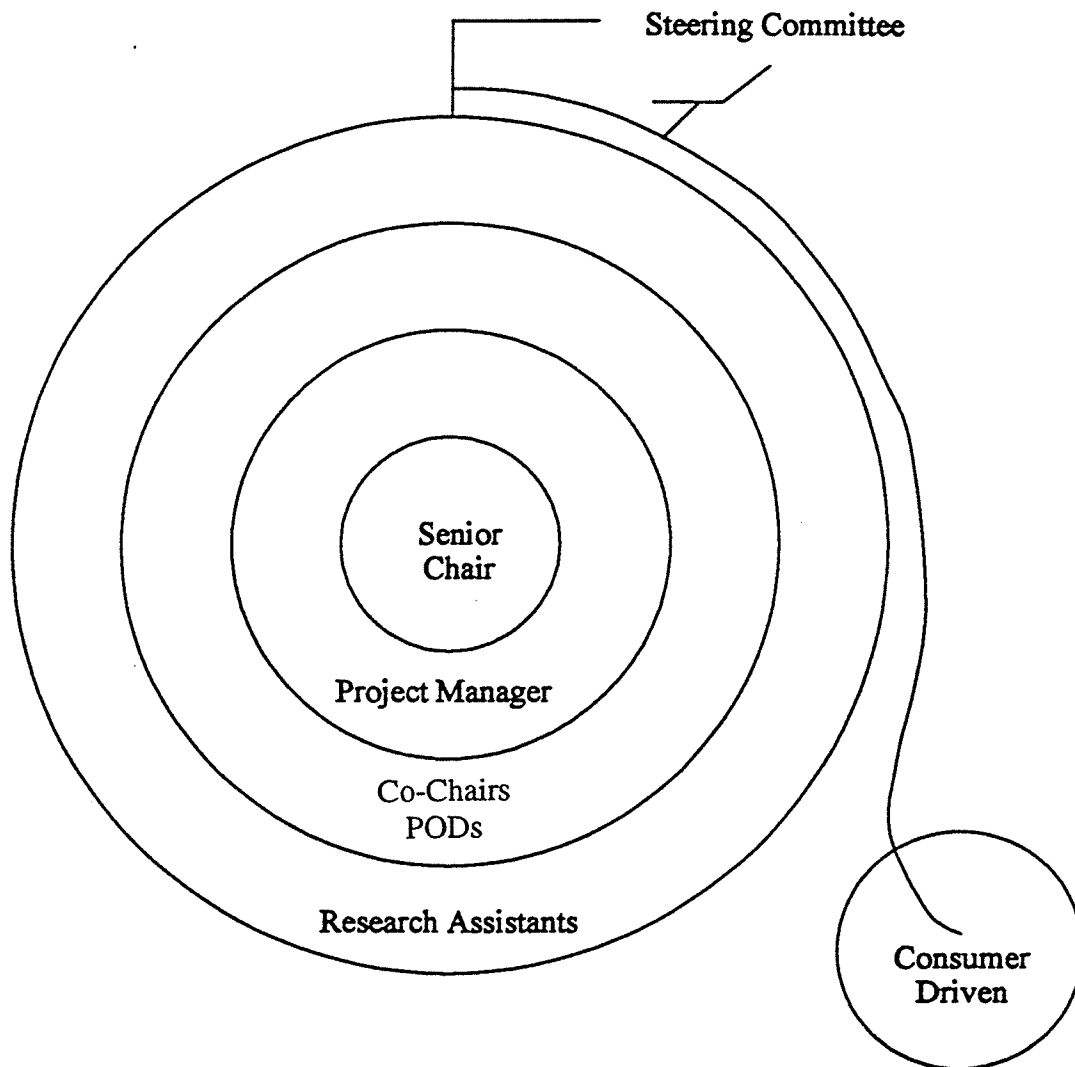 Steering Committee
Senior
Chair
Project Manager
Co-Chairs
PODs
Research Assistants
Consumer
Driven